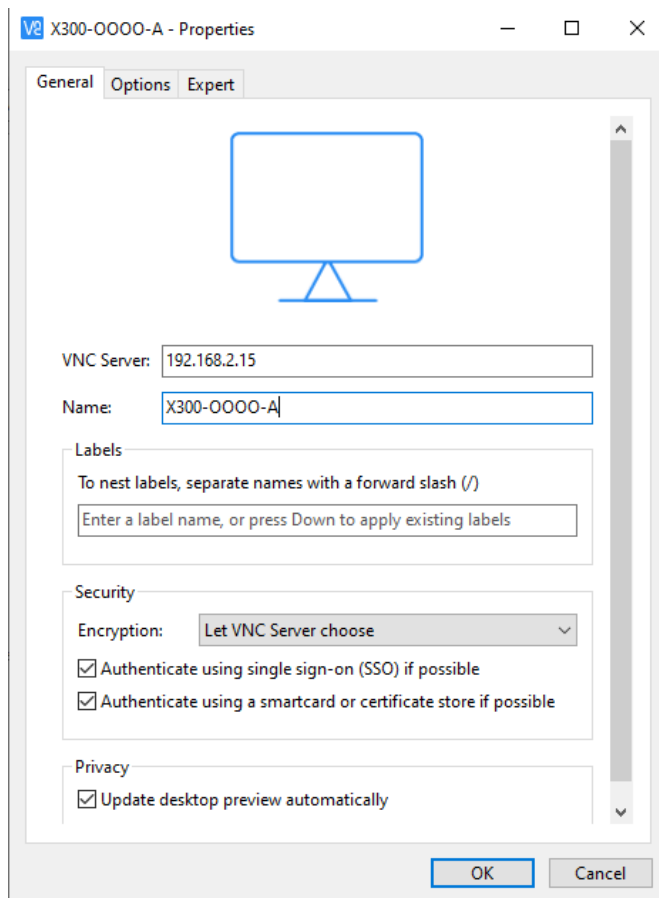 V2 X300-OOOO-A - Properties
General Options Expert
VNC Server: 192.168.2.15
Name: X300-OOOO-A
Labels
To nest labels, separate names with a forward slash (/)
Enter a label name, or press Down to apply existing labels
Security
Encryption: Let VNC Server choose
Authenticate using single sign-on (SSO) if possible
Authenticate using a smartcard or certificate store if possible
Privacy
Update desktop preview automatically
OK Cancel